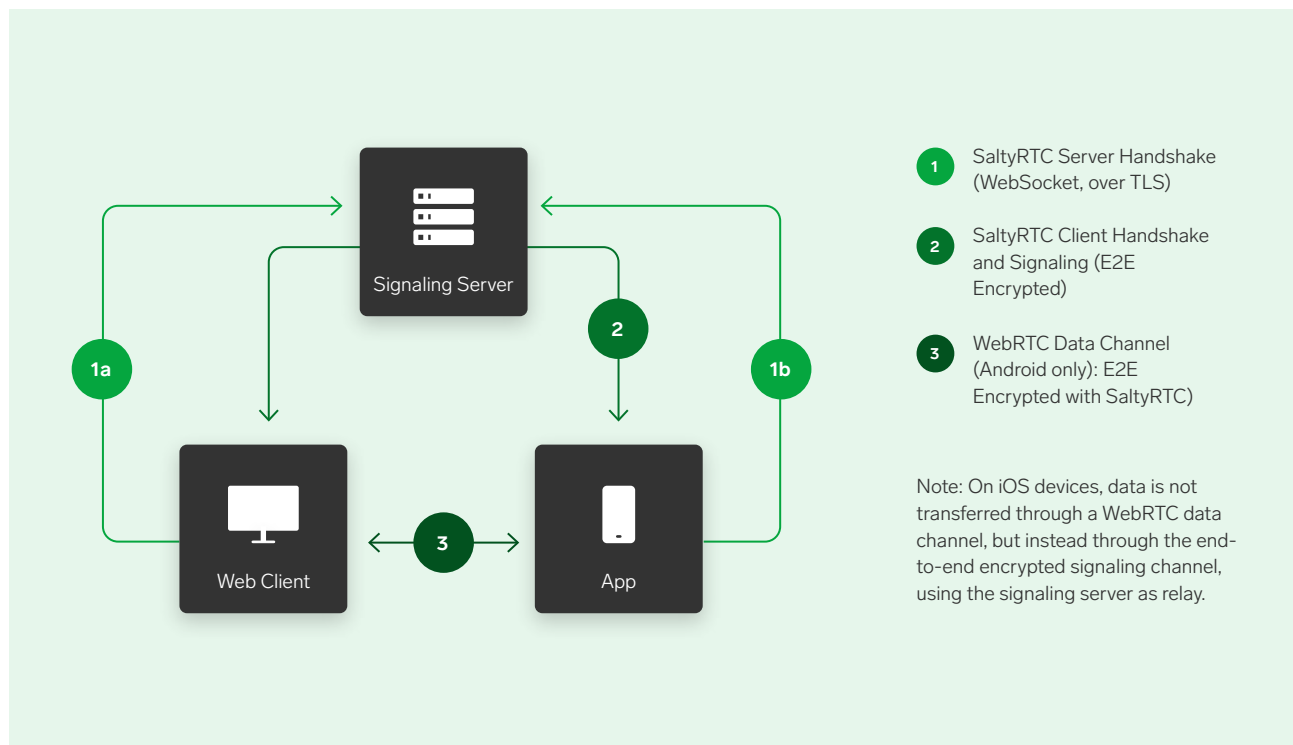 Signaling Server
1a
2
1b
3
Web Client
App
1
SaltyRTC Server Handshake
(WebSocket, over TLS)
2
SaltyRTC Client Handshake
and Signaling (E2E
Encrypted)
3
WebRTC Data Channel
(Android only): E2E
Encrypted with SaltyRTC)
Note: On iOS devices, data is not
transferred through a WebRTC data
channel, but instead through the end-
to-end encrypted signaling channel,
using the signaling server as relay.